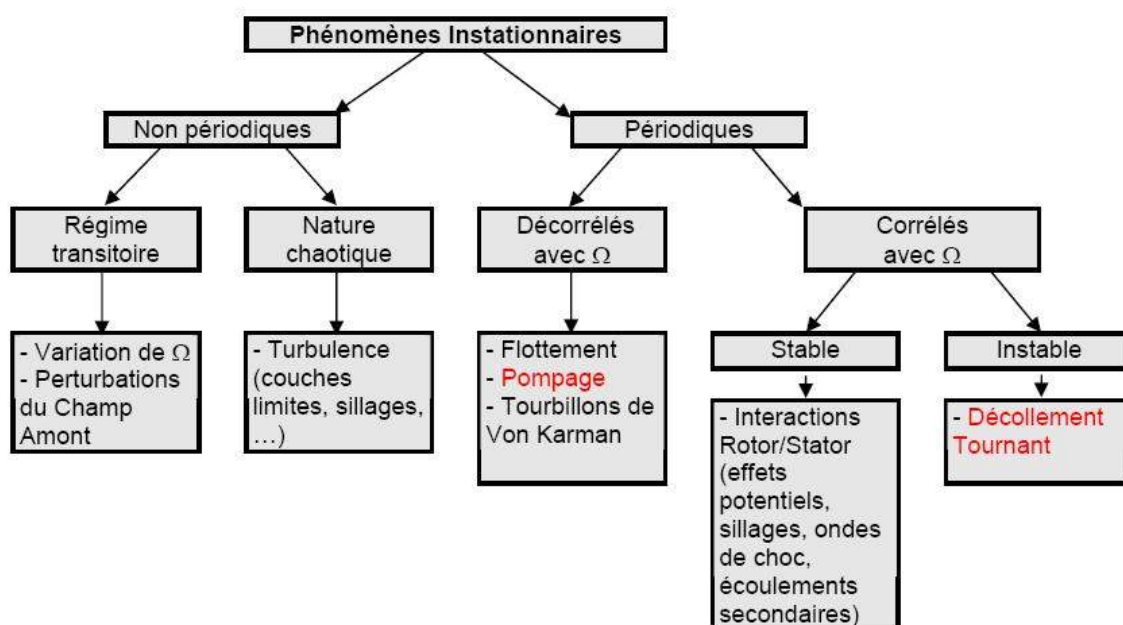 Phénomènes Instationnaires
Non périodiques
Périodiques
Régime
transitoire
Nature
chaotique
Décorrélés
avec Ω
Corrélés
avec Ω
- Variation de Ω
- Perturbations
du Champ
Amont
- Turbulence
(couches
limites, sillages,
…)
- Flottement
- Pompage
- Tourbillons de
Von Karman
Stable
Instable
- Interactions
Rotor/Stator
(effets
potentiels,
sillages, ondes
de choc,
écoulements
secondaires)
- Décollement
Tournant